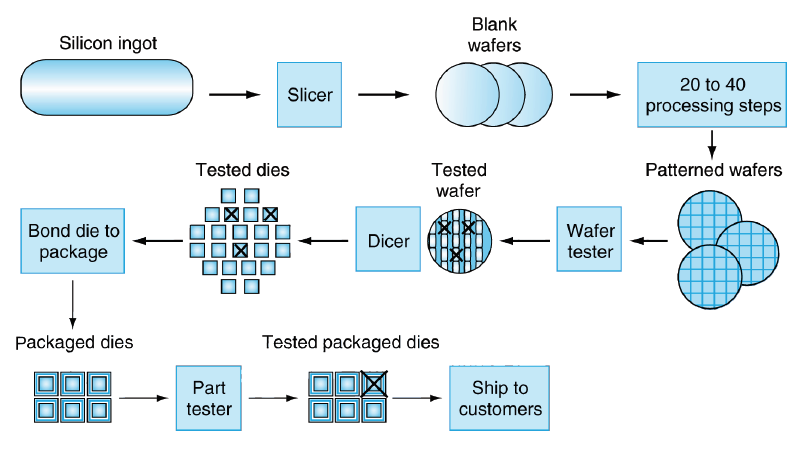 Silicon ingot
Slicer
Blank
wafers
20 to 40
processing steps
Patterned wafers
Wafer
tester
Tested
wafer
Dicer
Tested dies
Bond die to
package
Packaged dies
Part
tester
Tested packaged dies
Ship to
customers